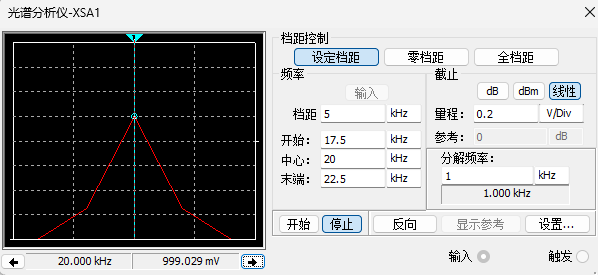 光谱分析仪-XSA1
1
20.000 kHz
999.029 mV
档距控制
设定档距
零档距
全档距
频率
输入
档距
5
kHz
开始:
17.5
kHz
中心:
20
kHz
末端:
22.5
kHz
截止
dB
dBm
线性
量程:
0.2
V/Div
参考:
0
dB
分解频率:
1
kHz
1.000 kHz
开始
停止
反向
显示参考
设置...
输入
触发